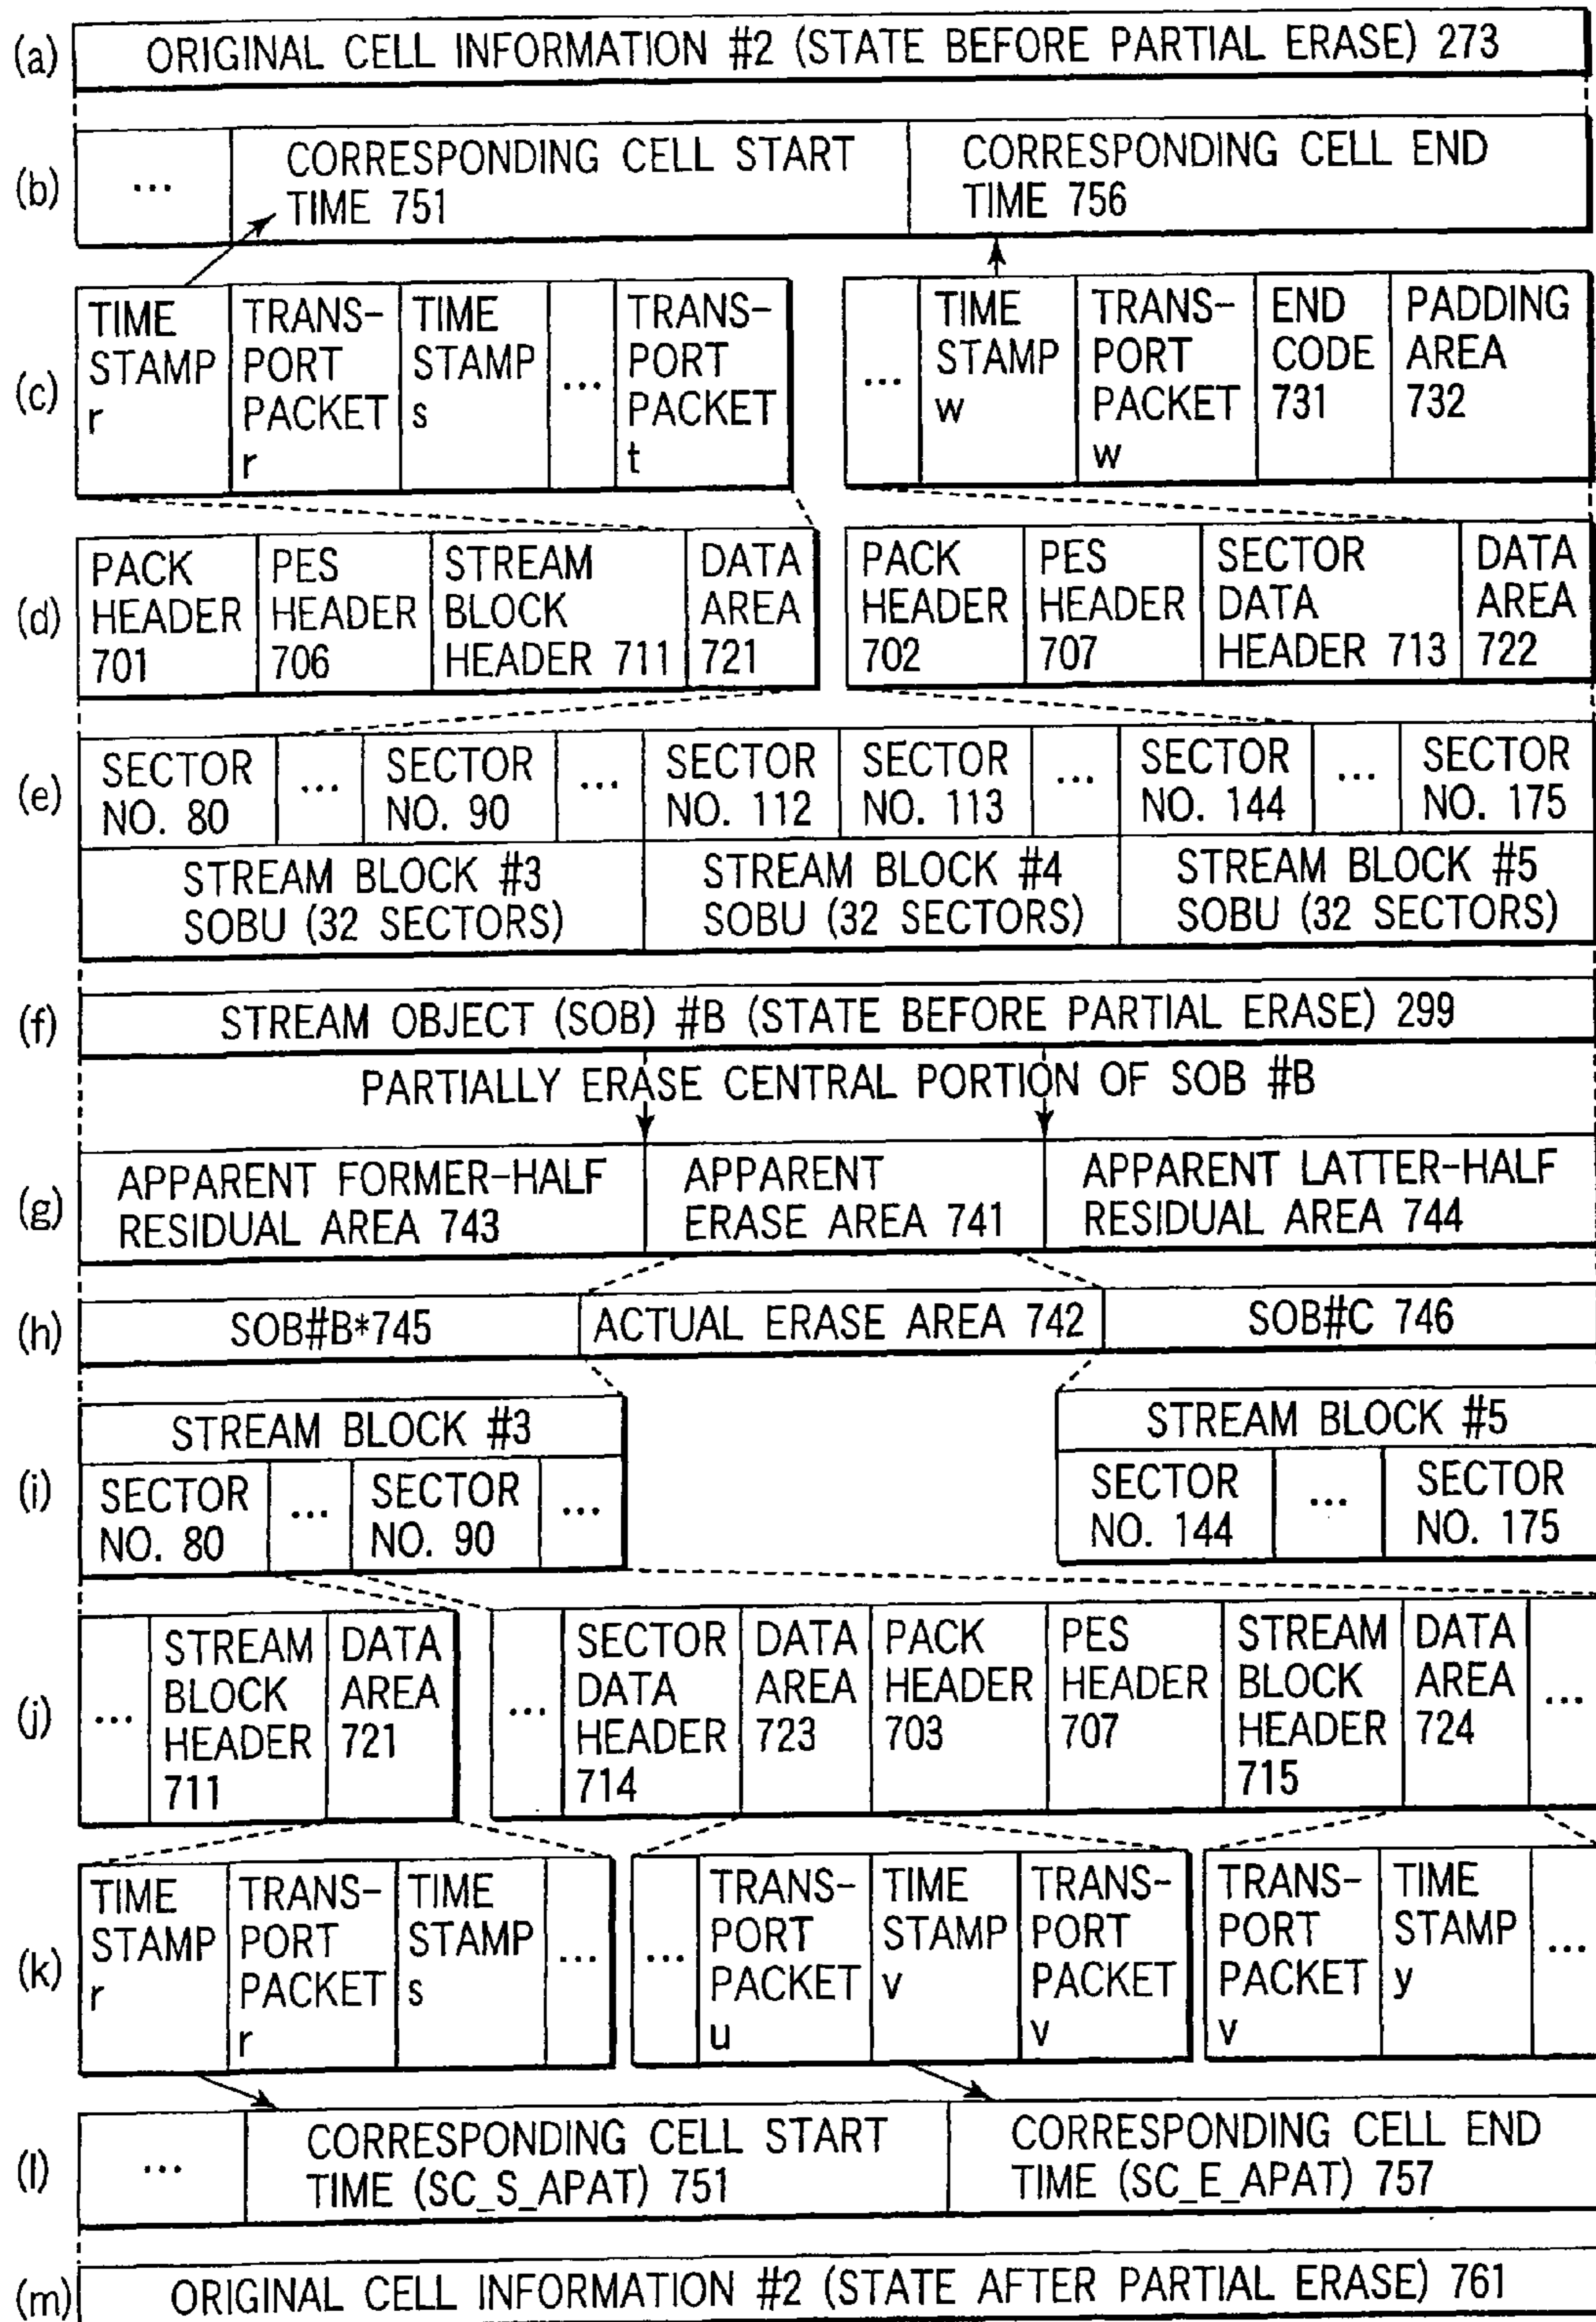 (a) ORIGINAL CELL INFORMATION #2 (STATE BEFORE PARTIAL ERASE) 273
(b) ... CORRESPONDING CELL START TIME 751 CORRESPONDING CELL END TIME 756
(c) TIME STAMP r TRANS-PORT PACKET r TIME STAMP s ... TRANS-PORT PACKET t ... TIME STAMP w TRANS-PORT PACKET w END CODE 731 PADDING AREA 732
(d) PACK HEADER 701 PES HEADER 706 STREAM BLOCK HEADER 711 DATA AREA 721 PACK HEADER 702 PES HEADER 707 SECTOR DATA HEADER 713 DATA AREA 722
(e) SECTOR NO. 80 ... SECTOR NO. 90 ... SECTOR NO. 112 SECTOR NO. 113 ... SECTOR NO. 144 ... SECTOR NO. 175
STREAM BLOCK #3 SOBU (32 SECTORS) STREAM BLOCK #4 SOBU (32 SECTORS) STREAM BLOCK #5 SOBU (32 SECTORS)
(f) STREAM OBJECT (SOB) #B (STATE BEFORE PARTIAL ERASE) 299
PARTIALLY ERASE CENTRAL PORTION OF SOB #B
(g) APPARENT FORMER-HALF RESIDUAL AREA 743 APPARENT ERASE AREA 741 APPARENT LATTER-HALF RESIDUAL AREA 744
(h) SOB#B*745 ACTUAL ERASE AREA 742 SOB#C 746
(i) STREAM BLOCK #3 STREAM BLOCK #5
SECTOR NO. 80 ... SECTOR NO. 90 ... SECTOR NO. 144 ... SECTOR NO. 175
(j) ... STREAM BLOCK HEADER 711 DATA AREA 721 ... SECTOR DATA HEADER 714 DATA AREA 723 PACK HEADER 703 PES HEADER 707 STREAM BLOCK HEADER 715 DATA AREA 724 ...
(k) TIME STAMP r TRANS-PORT PACKET r TIME STAMP s ... ... TRANS-PORT PACKET u TIME STAMP v TRANS-PORT PACKET v TRANS-PORT PACKET v TIME STAMP y ...
(l) ... CORRESPONDING CELL START TIME (SC_S_APAT) 751 CORRESPONDING CELL END TIME (SC_E_APAT) 757
(m) ORIGINAL CELL INFORMATION #2 (STATE AFTER PARTIAL ERASE) 761